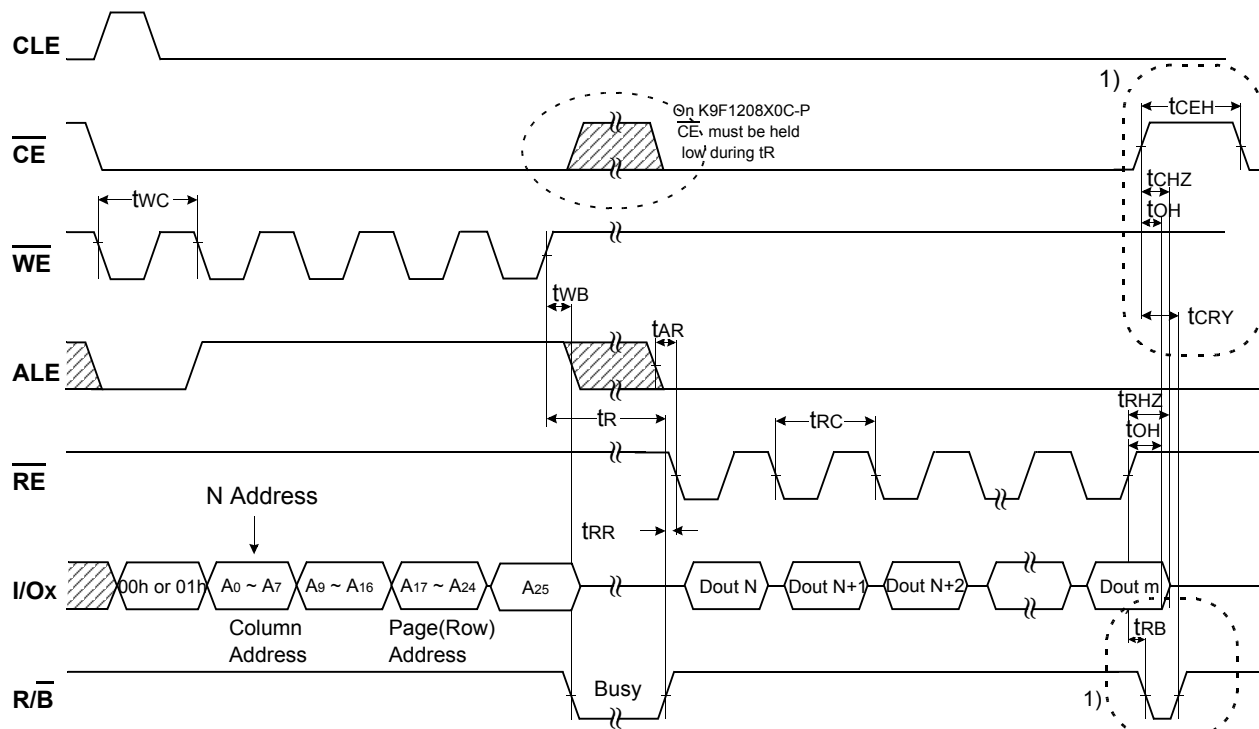 CLE
1)
tCEH
On K9F1208X0C-P
CE must be held
low during tR
CE
tCHZ
tOH
tWC
WE
tWB
tCRY
tAR
ALE
tRHZ
tR
tRC
tOH
RE
N Address
tRR
I/Ox
00h or 01h
A0 ~ A7
A9 ~ A16
A17 ~ A24
A25
Dout N
Dout N+1
Dout N+2
Dout m
Column
Address
Page(Row)
Address
tRB
R/B
Busy
1)